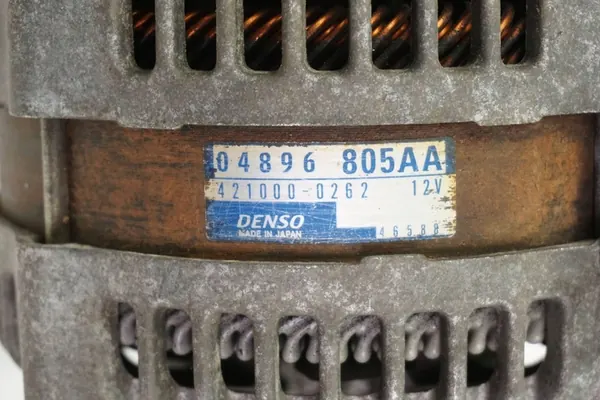 04896 805AA
421000-0262 12V
DENSO
MADE IN JAPAN
46588